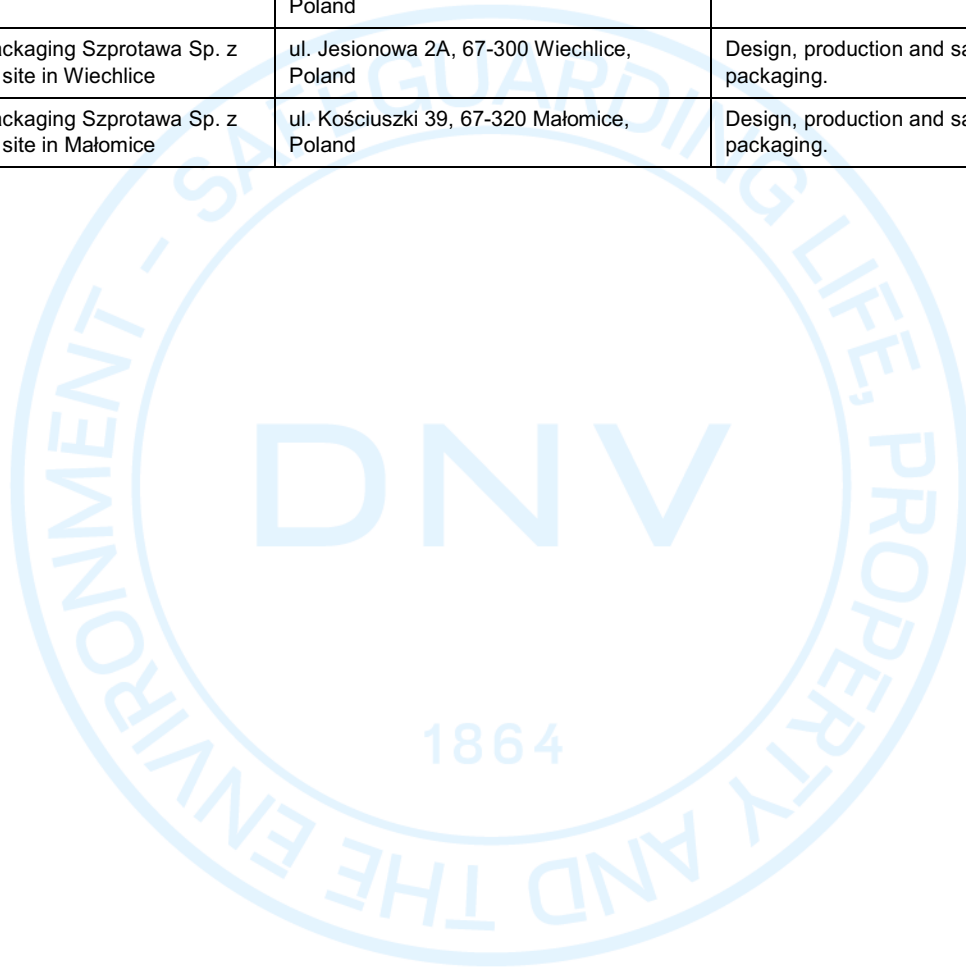 Poland
ackaging Szprotawa Sp. z
site in Wiechlice
ul. Jesionowa 2A, 67-300 Wiechlice,
Poland
Design, production and sa
packaging.
ackaging Szprotawa Sp. z
site in Małomice
ul. Kościuszki 39, 67-320 Małomice,
Poland
Design, production and sa
packaging.
SAFEGUARDING LIFE, PROPERTY AND THE ENVIRONMENT -
DNV
1864